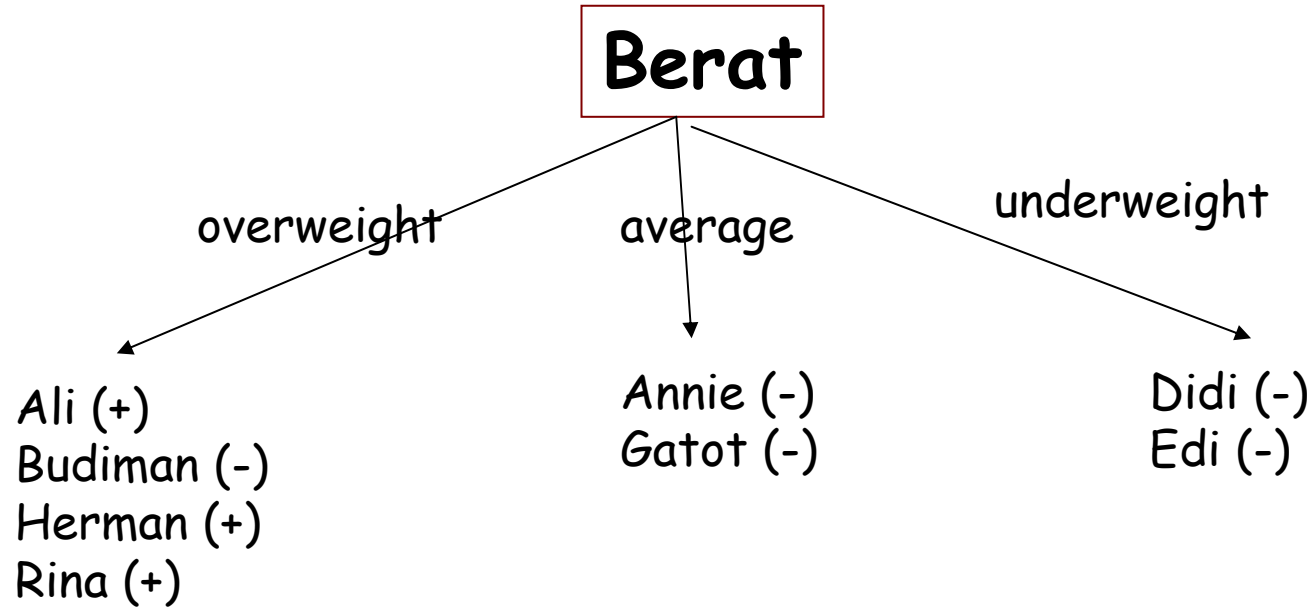 Berat
overweight
average
underweight
Ali (+)
Budiman (-)
Herman (+)
Rina (+)
Annie (-)
Gatot (-)
Didi (-)
Edi (-)